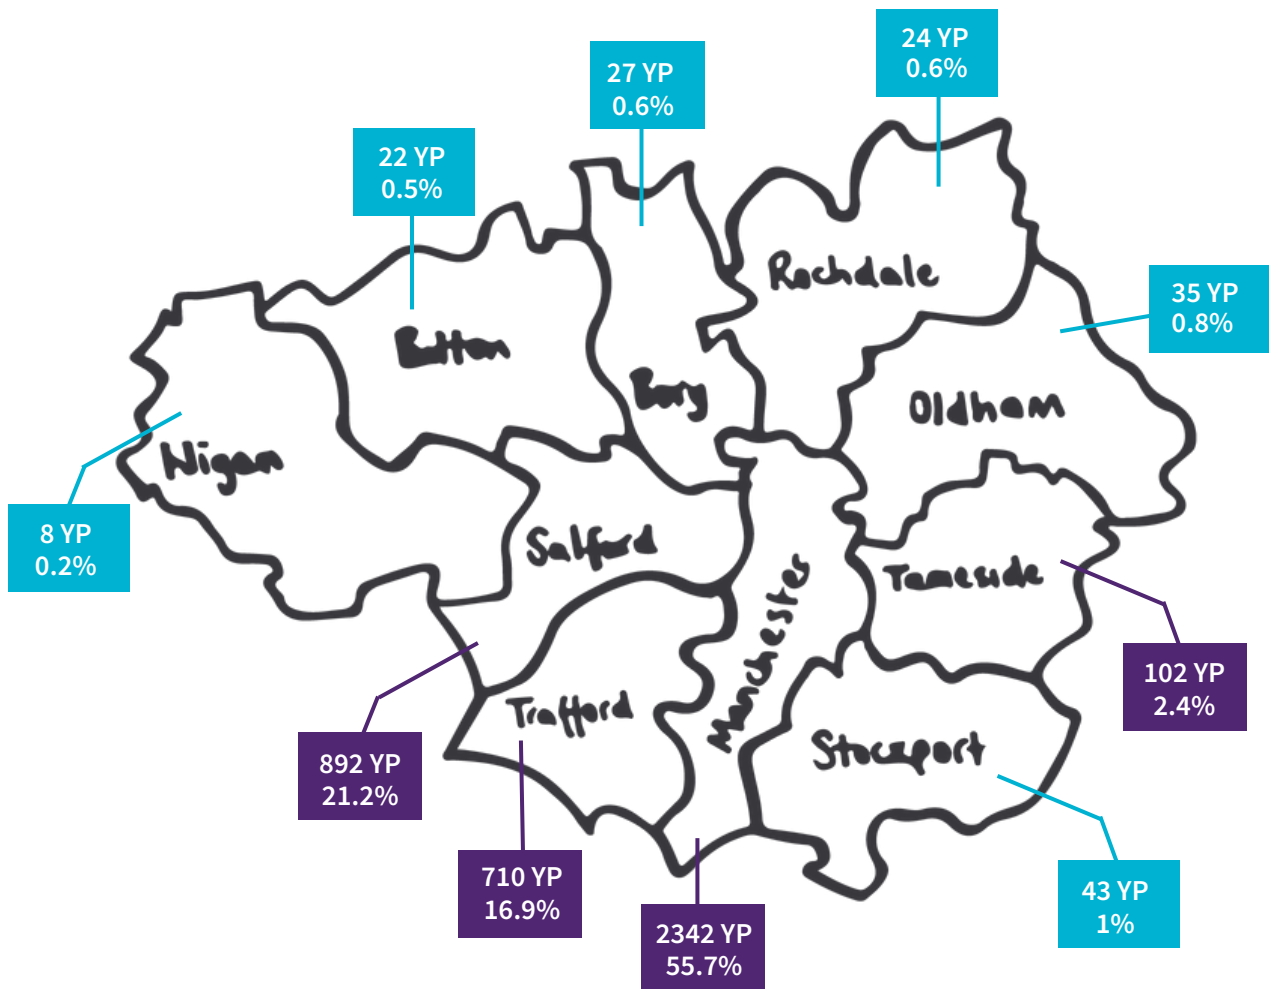 24 YP
0.6%
27 YP
0.6%
22 YP
0.5%
Rochdale
35 YP
0.8%
Bolton
Bury
Oldham
Wigan
8 YP
0.2%
Salford
Tameside
Manchester
102 YP
2.4%
Trafford
Stockport
892 YP
21.2%
710 YP
16.9%
43 YP
1%
2342 YP
55.7%